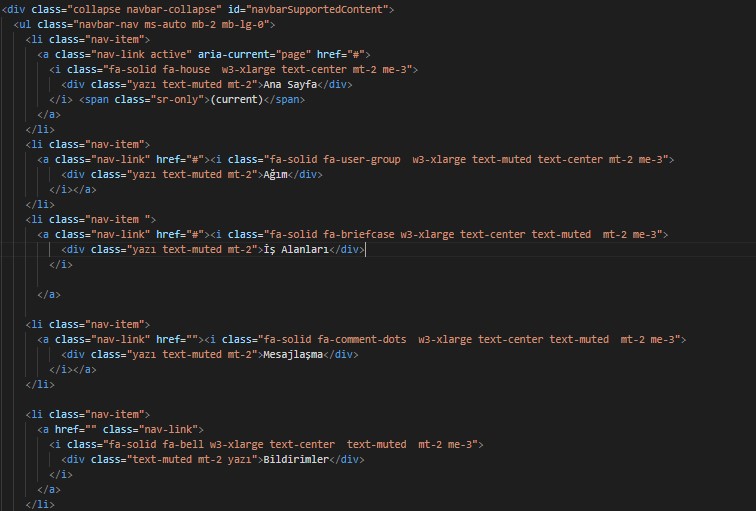 <div class="collapse navbar-collapse" id="navbarSupportedContent">
<ul class="navbar-nav ms-auto mb-2 mb-lg-0">
<li class="nav-item">
<a class="nav-link active" aria-current="page" href="#">
<i class="fa-solid fa-house  w3-xlarge text-center mt-2 me-3">
<div class="yazı text-muted mt-2">Ana Sayfa</div>
</i> <span class="sr-only">(current)</span>
</a>
</li>
<li class="nav-item">
<a class="nav-link" href="#"><i class="fa-solid fa-user-group  w3-xlarge text-muted text-center mt-2 me-3">
<div class="yazı text-muted mt-2">Ağım</div>
</i></a>
</li>
<li class="nav-item ">
<a class="nav-link" href="#"><i class="fa-solid fa-briefcase w3-xlarge text-center text-muted  mt-2 me-3">
<div class="yazı text-muted mt-2">İş Alanları</div>
</i>
</a>
<li class="nav-item">
<a class="nav-link" href=""><i class="fa-solid fa-comment-dots  w3-xlarge text-center text-muted  mt-2 me-3">
<div class="yazı text-muted mt-2">Mesajlaşma</div>
</i></a>
</li>
<li class="nav-item">
<a href="" class="nav-link">
<i class="fa-solid fa-bell w3-xlarge text-center  text-muted  mt-2 me-3">
<div class="text-muted mt-2 yazı">Bildirimler</div>
</i>
</a>
</li>